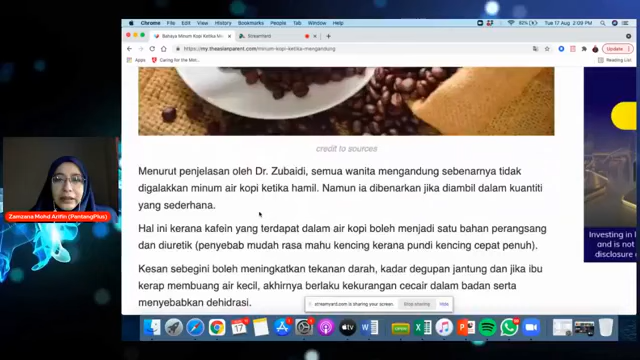 Chrome File Edit View History Bookmarks People Tab Window Help
Tue 17 Aug 2:09 PM
Bahaya Minum Kopi Ketika Me
StreamYard
https://my.theasianparent.com/minum-kopi-ketika-mengandung
Update
Apps
Caring for the Mot
Reading List
credit to sources
Menurut penjelasan oleh Dr. Zubaidi, semua wanita mengandung sebenarnya tidak
digalakkan minum air kopi ketika hamil. Namun ia dibenarkan jika diambil dalam kuantiti
yang sederhana.
Hal ini kerana kafein yang terdapat dalam air kopi boleh menjadi satu bahan perangsang
dan diuretik (penyebab mudah rasa mahu kencing kerana pundi kencing cepat penuh).
Kesan sebegini boleh meningkatkan tekanan darah, kadar degupan jantung dan jika ibu
kerap membuang air kecil, akhirnya berlaku kekurangan cecair dalam badan serta
menyebabkan dehidrasi.
Investing in
and is not
disclosure
Zamzana Mohd Ariffin (PantangPlus)
streamyard.com is sharing your screen.
Stop sharing
Hide
17